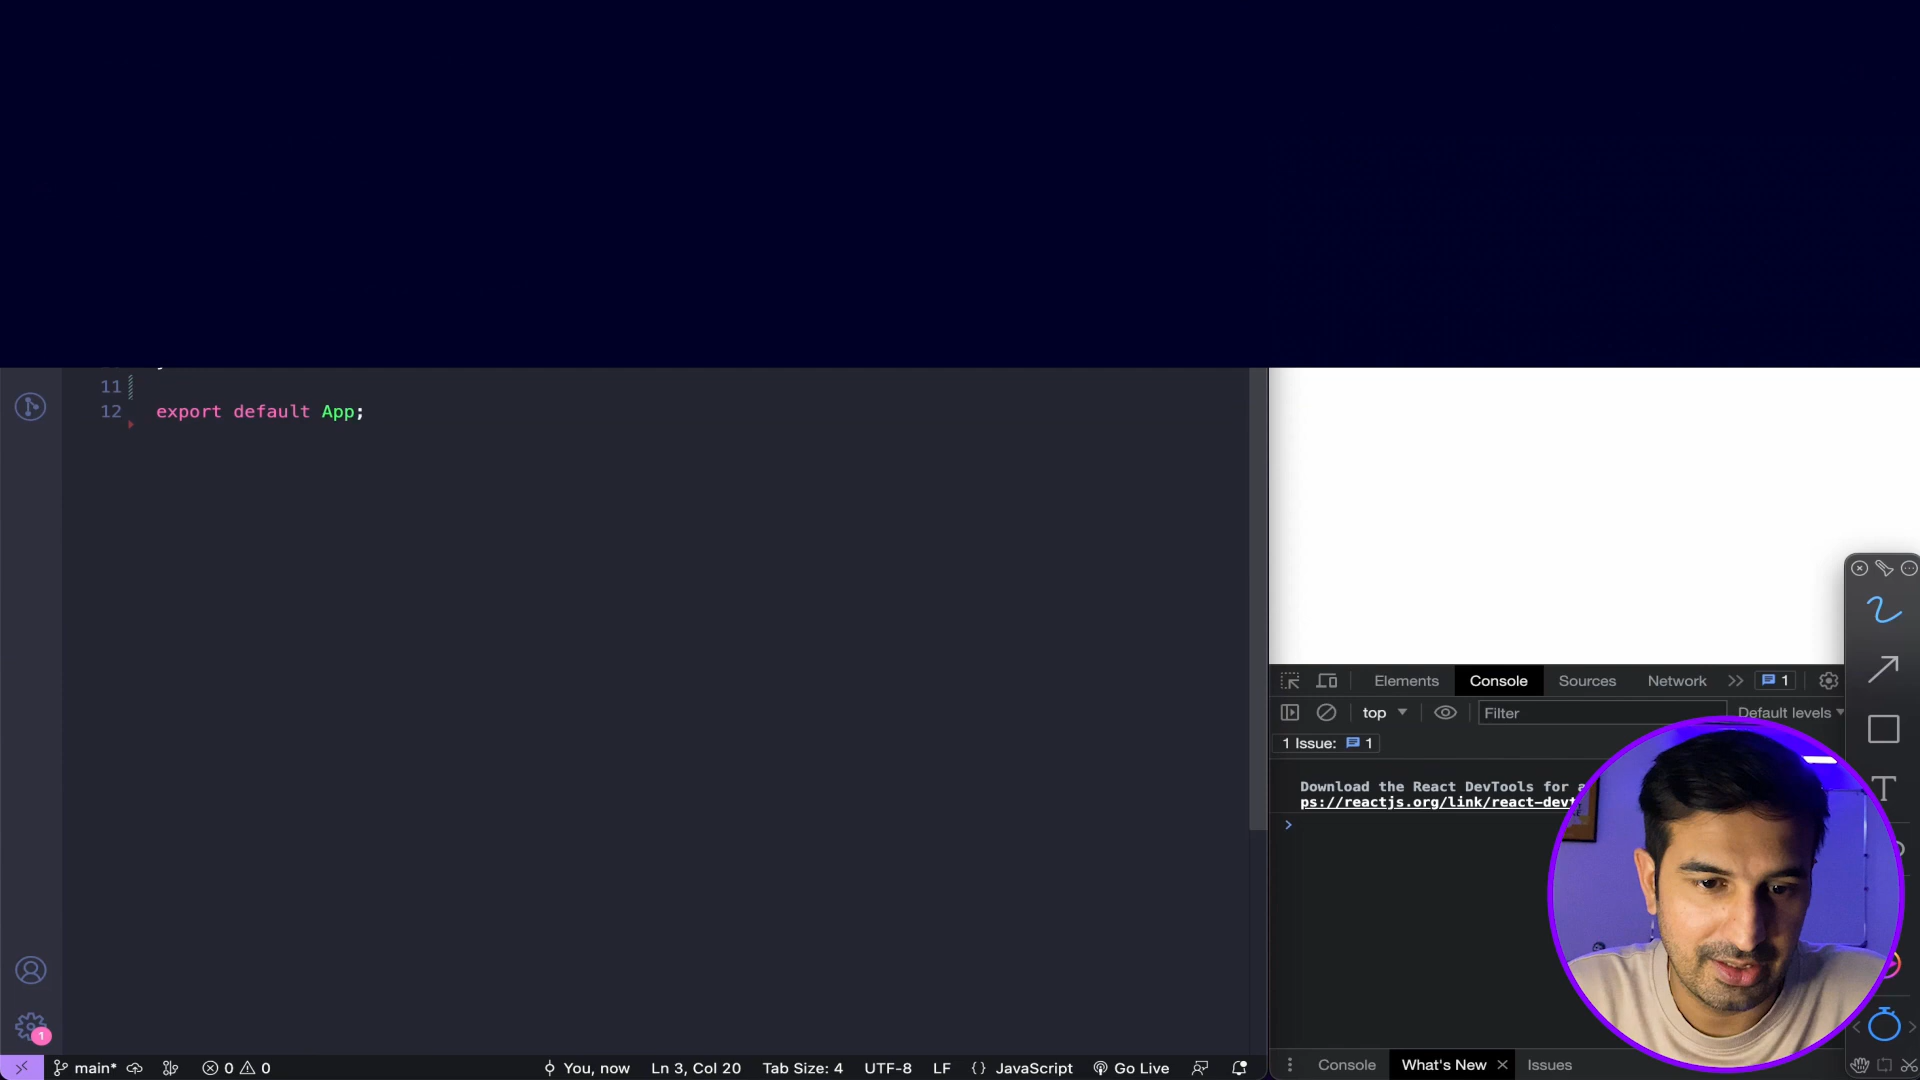 11
12 export default App;
Elements Console Sources Network 1
top Filter Default levels
1 Issue: 1
Download the React DevTools for
ps://reactjs.org/link/react-devt
>
T
1
main* 0 0 You, now Ln 3, Col 20 Tab Size: 4 UTF-8 LF {} JavaScript Go Live
Console What's New Issues